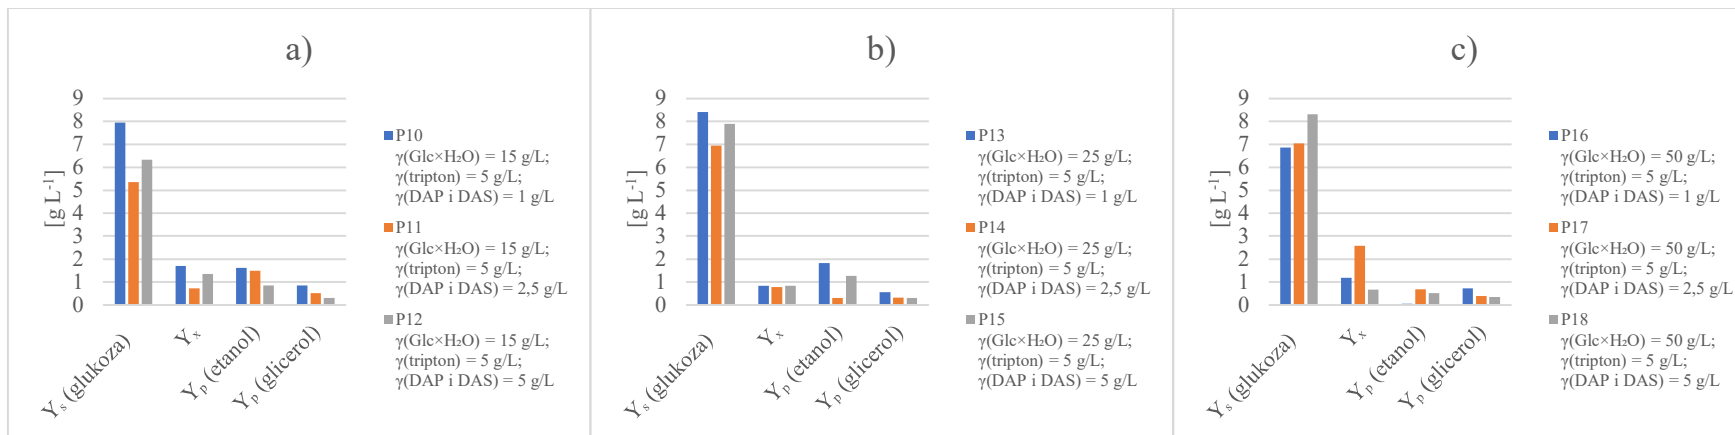 a)
9
8
7
6
5
4
3
2
1
0
[g L⁻¹]
Yₛ (glukoza)
Yₓ
Yₚ (etanol)
Yₚ (glicerol)
P10
γ(Glc×H₂O) = 15 g/L;
γ(tripton) = 5 g/L;
γ(DAP i DAS) = 1 g/L
P11
γ(Glc×H₂O) = 15 g/L;
γ(tripton) = 5 g/L;
γ(DAP i DAS) = 2,5 g/L
P12
γ(Glc×H₂O) = 15 g/L;
γ(tripton) = 5 g/L;
γ(DAP i DAS) = 5 g/L
b)
9
8
7
6
5
4
3
2
1
0
[g L⁻¹]
Yₛ (glukoza)
Yₓ
Yₚ (etanol)
Yₚ (glicerol)
P13
γ(Glc×H₂O) = 25 g/L;
γ(tripton) = 5 g/L;
γ(DAP i DAS) = 1 g/L
P14
γ(Glc×H₂O) = 25 g/L;
γ(tripton) = 5 g/L;
γ(DAP i DAS) = 2,5 g/L
P15
γ(Glc×H₂O) = 25 g/L;
γ(tripton) = 5 g/L;
γ(DAP i DAS) = 5 g/L
c)
9
8
7
6
5
4
3
2
1
0
[g L⁻¹]
Yₛ (glukoza)
Yₓ
Yₚ (etanol)
Yₚ (glicerol)
P16
γ(Glc×H₂O) = 50 g/L;
γ(tripton) = 5 g/L;
γ(DAP i DAS) = 1 g/L
P17
γ(Glc×H₂O) = 50 g/L;
γ(tripton) = 5 g/L;
γ(DAP i DAS) = 2,5 g/L
P18
γ(Glc×H₂O) = 50 g/L;
γ(tripton) = 5 g/L;
γ(DAP i DAS) = 5 g/L